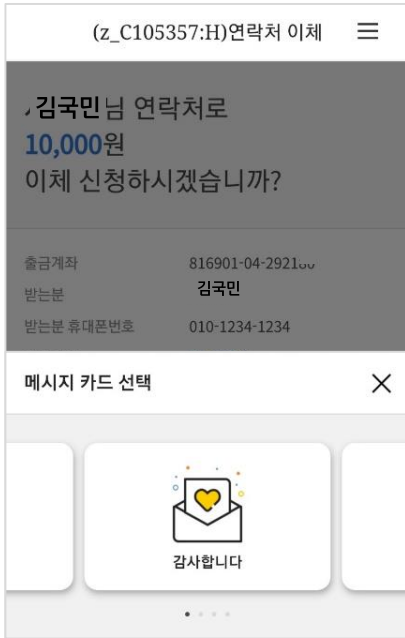 (z_C105357:H)연락처 이체
김국민님 연락처로
10,000원
이체 신청하시겠습니까?
출금계좌 816901-04-2921
받는분 김국민
받는분 휴대폰번호 010-1234-1234
메시지 카드 선택
감사합니다